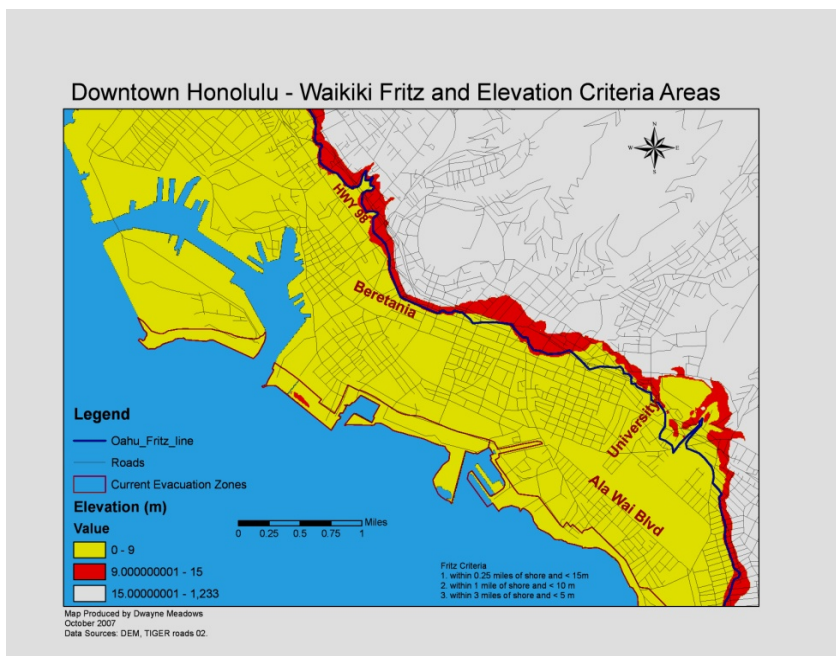 Downtown Honolulu - Waikiki Fritz and Elevation Criteria Areas
N
W E
S
HWY 98
Beretania
University
Ala Wai Blvd
Legend
Oahu_Fritz_line
Roads
Current Evacuation Zones
Elevation (m)
Value
0 - 9
9.000000001 - 15
15.00000001 - 1,233
Miles
0 0.25 0.5 0.75 1
Fritz Criteria
1. within 0.25 miles of shore and < 15m
2. within 1 mile of shore and < 10 m
3. within 3 miles of shore and < 5 m
Map Produced by Dwayne Meadows
October 2007
Data Sources: DEM, TIGER roads 02.